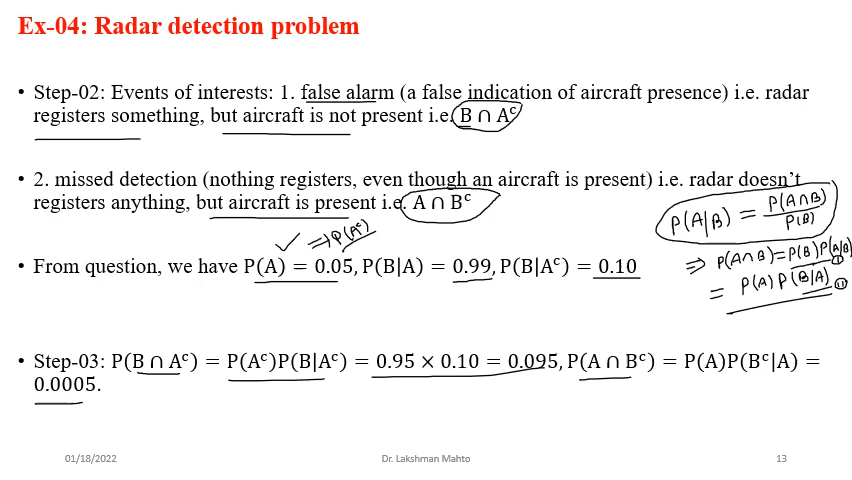 Ex-04: Radar detection problem
• Step-02: Events of interests: 1. false alarm (a false indication of aircraft presence) i.e. radar
registers something, but aircraft is not present i.e. B ∩ Aᶜ
• 2. missed detection (nothing registers, even though an aircraft is present) i.e. radar doesn't
registers anything, but aircraft is present i.e. A ∩ Bᶜ
P(A|B) = P(A∩B)/P(B)
⇒ P(Aᶜ)
• From question, we have P(A) = 0.05, P(B|A) = 0.99, P(B|Aᶜ) = 0.10
⇒ P(A∩B) = P(B) P(A|B) (i)
= P(A) P(B|A) (ii)
• Step-03: P(B ∩ Aᶜ) = P(Aᶜ)P(B|Aᶜ) = 0.95 × 0.10 = 0.095, P(A ∩ Bᶜ) = P(A)P(Bᶜ|A) =
0.0005.
01/18/2022
Dr. Lakshman Mahto
13